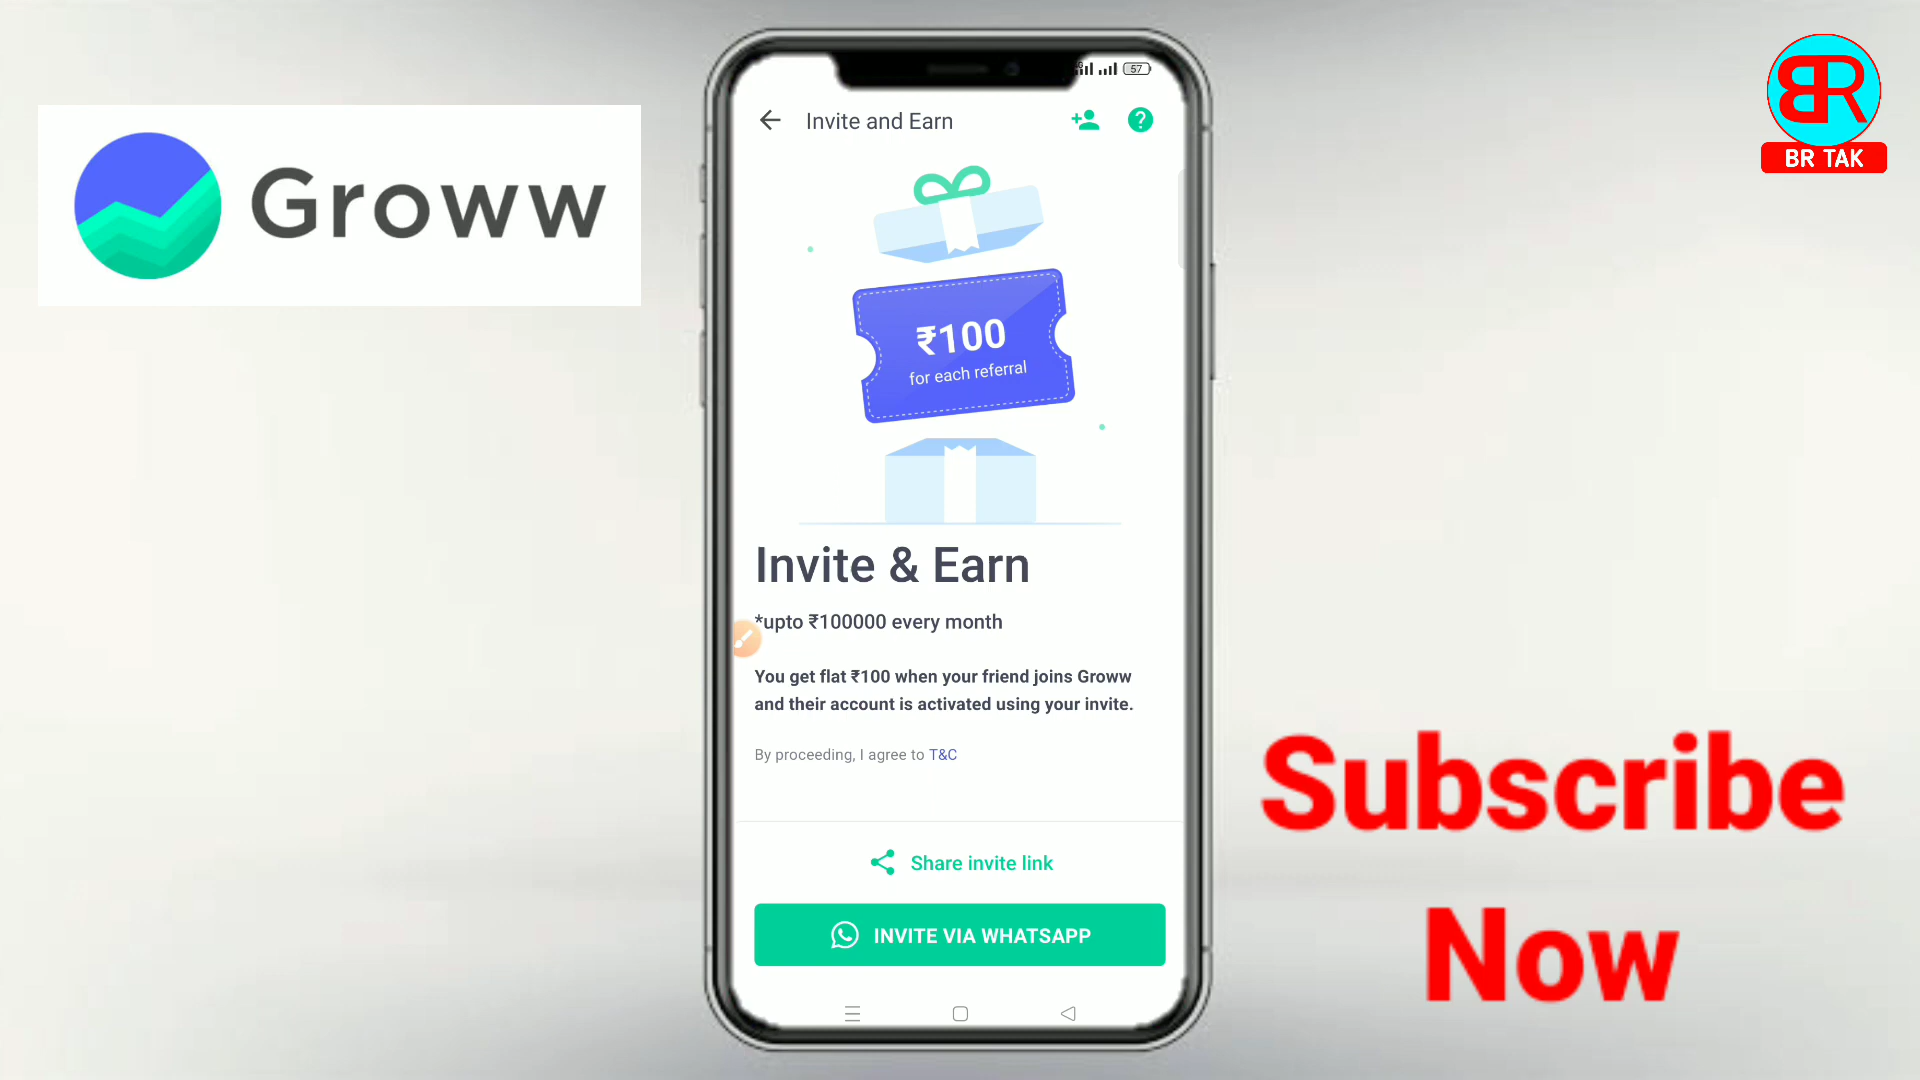 Groww
57
Invite and Earn
₹100
for each referral
Invite & Earn
*upto ₹100000 every month
You get flat ₹100 when your friend joins Groww
and their account is activated using your invite.
By proceeding, I agree to T&C
Share invite link
INVITE VIA WHATSAPP
BR
BR TAK
Subscribe
Now